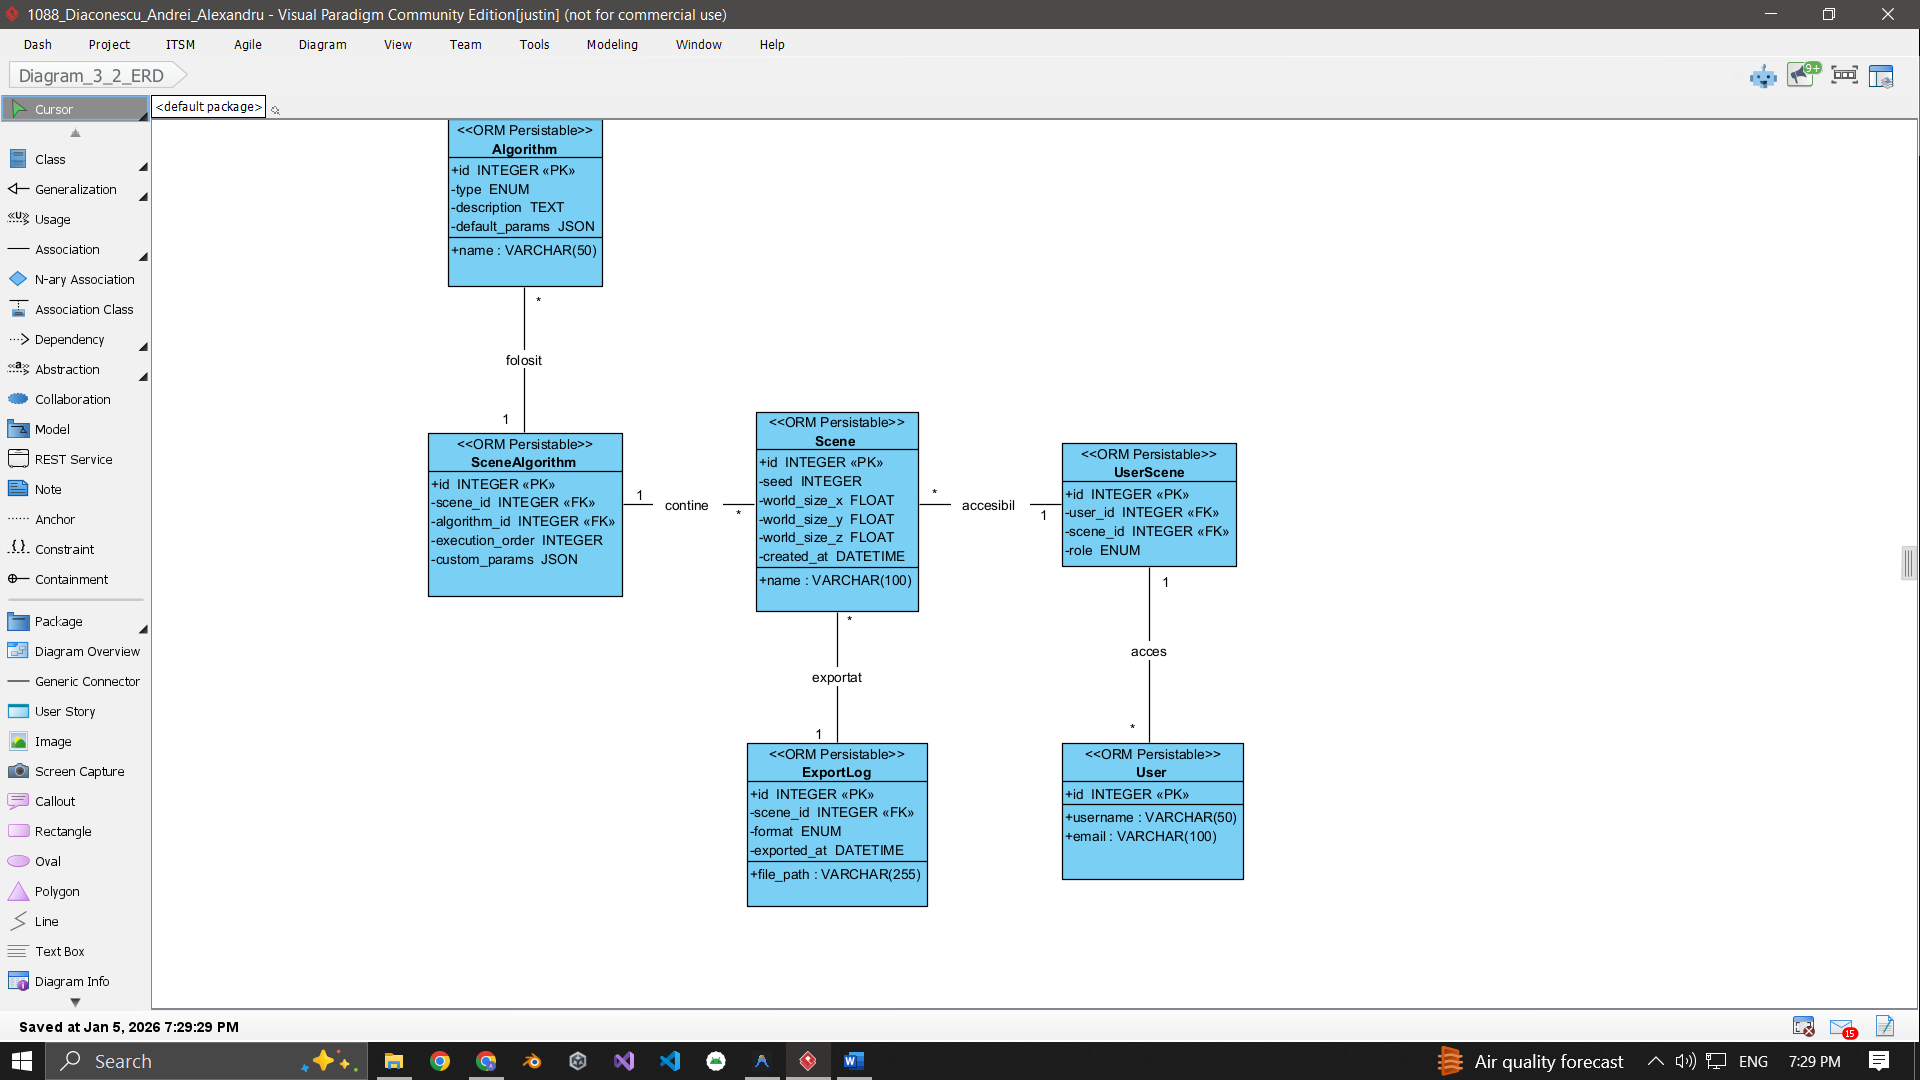 1088_Diaconescu_Andrei_Alexandru - Visual Paradigm Community Edition[justin] (not for commercial use)
Dash Project ITSM Agile Diagram View Team Tools Modeling Window Help
Diagram_3_2_ERD
9+
Cursor
<default package>
Class
Generalization
«U» Usage
Association
N-ary Association
Association Class
Dependency
«a» Abstraction
Collaboration
Model
REST Service
Note
Anchor
{} Constraint
Containment
Package
Diagram Overview
Generic Connector
User Story
Image
Screen Capture
Callout
Rectangle
Oval
Polygon
Line
Text Box
Diagram Info
<<ORM Persistable>>
Algorithm
+id INTEGER «PK»
-type ENUM
-description TEXT
-default_params JSON
+name : VARCHAR(50)
*
folosit
1
<<ORM Persistable>>
SceneAlgorithm
+id INTEGER «PK»
-scene_id INTEGER «FK»
-algorithm_id INTEGER «FK»
-execution_order INTEGER
-custom_params JSON
1
contine
*
<<ORM Persistable>>
Scene
+id INTEGER «PK»
-seed INTEGER
-world_size_x FLOAT
-world_size_y FLOAT
-world_size_z FLOAT
-created_at DATETIME
+name : VARCHAR(100)
*
accesibil
1
<<ORM Persistable>>
UserScene
+id INTEGER «PK»
-user_id INTEGER «FK»
-scene_id INTEGER «FK»
-role ENUM
*
exportat
1
1
acces
*
<<ORM Persistable>>
ExportLog
+id INTEGER «PK»
-scene_id INTEGER «FK»
-format ENUM
-exported_at DATETIME
+file_path : VARCHAR(255)
<<ORM Persistable>>
User
+id INTEGER «PK»
+username : VARCHAR(50)
+email : VARCHAR(100)
Saved at Jan 5, 2026 7:29:29 PM
15
Search
Air quality forecast
ENG
7:29 PM